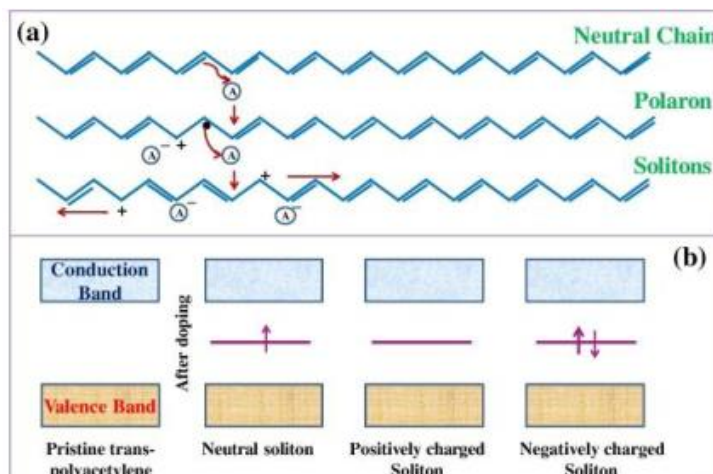 (a)
Neutral Chain
A
Polaron
A⁻ +
A
Solitons
+
+
A⁻
A⁻
(b)
Conduction
Band
After doping
Valence Band
Pristine trans-
polyacetylene
Neutral soliton
Positively charged
Soliton
Negatively charged
Soliton